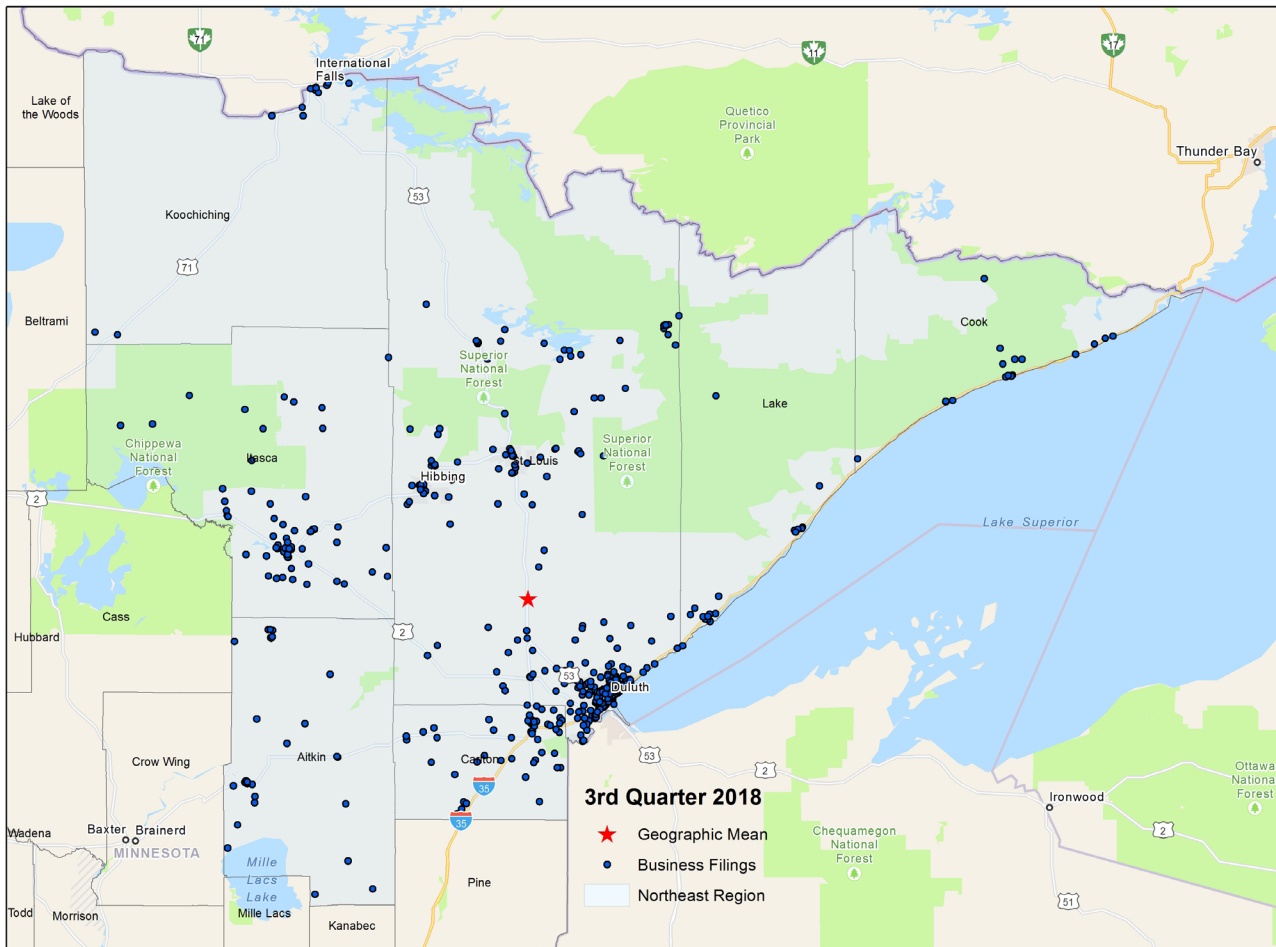 71
11
17
International
Falls
Lake of
the Woods
Quetico
Provincial
Park
Thunder Bay
53
Koochiching
71
Beltrami
Cook
Superior
National
Forest
Lake
Chippewa
National
Forest
Itasca
Superior
National
Forest
St. Louis
Hibbing
2
Lake Superior
Cass
Hubbard
2
53
Duluth
Crow Wing
Aitkin
Carlton
53
2
Ottawa
National
Forest
35
3rd Quarter 2018
Ironwood
35
Wadena
Baxter
Brainerd
MINNESOTA
Geographic Mean
Chequamegon
National
Forest
2
Mille
Lacs
Lake
Business Filings
Pine
Northeast Region
51
Todd
Morrison
Mille Lacs
Kanabec